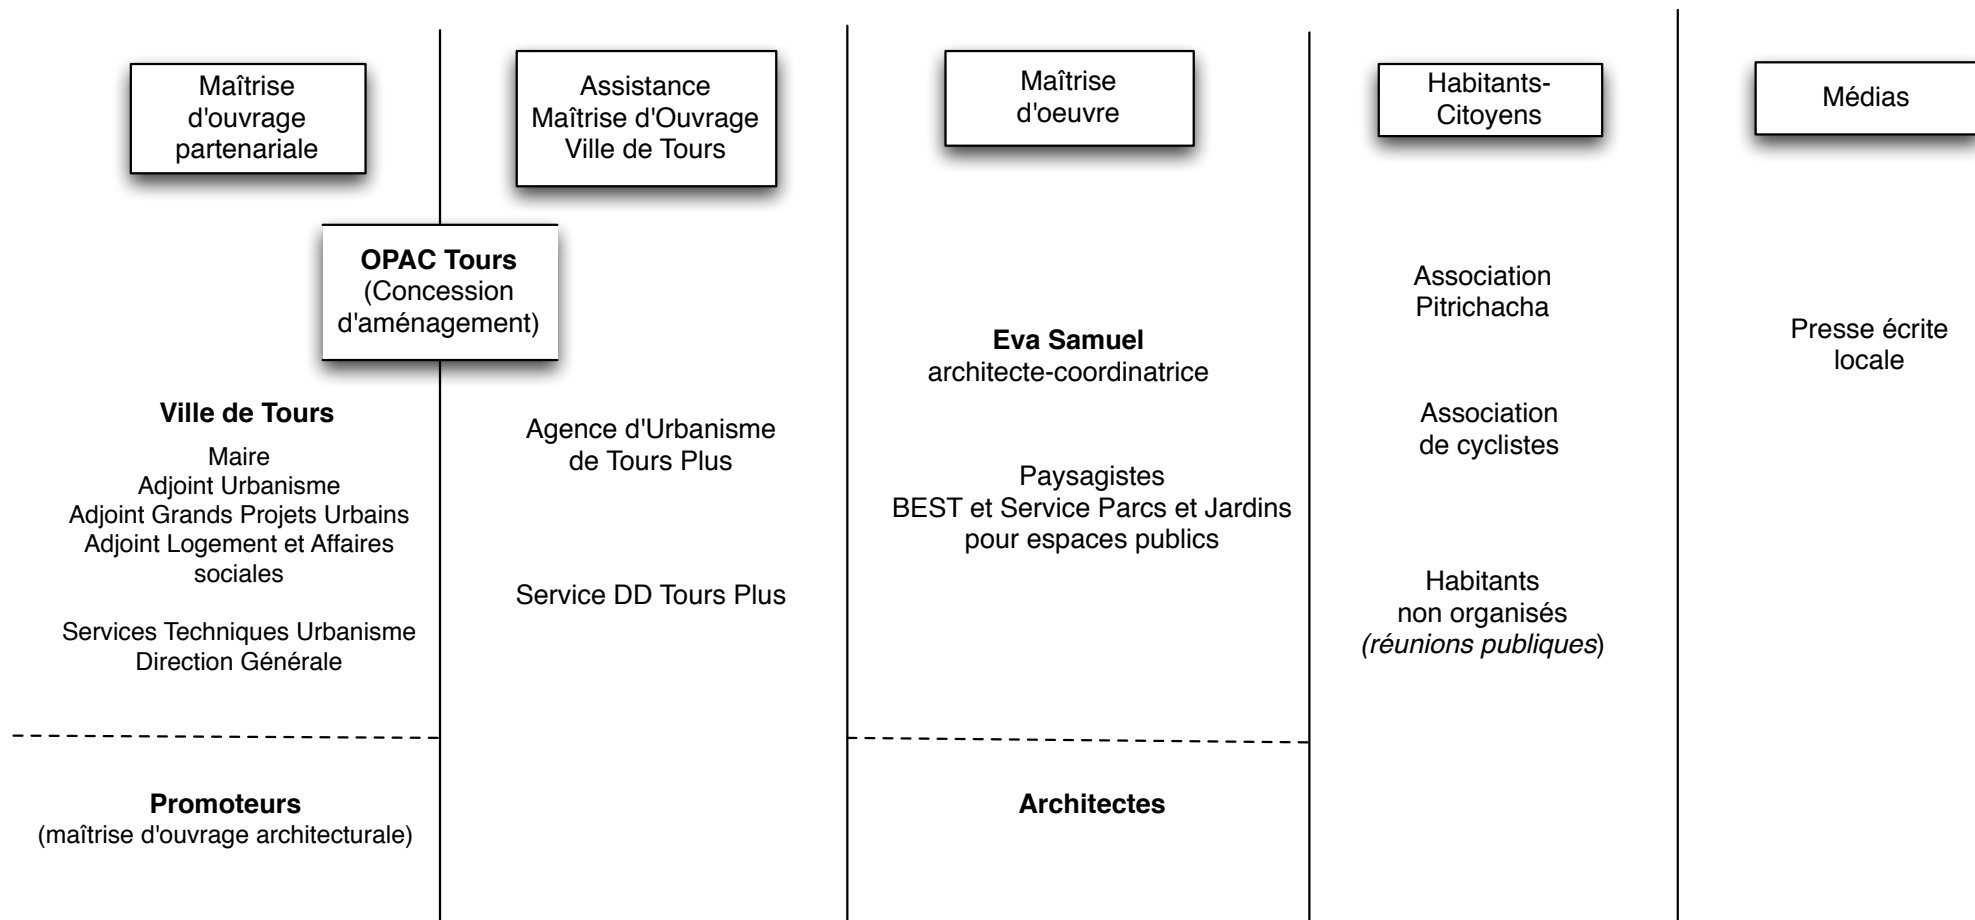 Maîtrise
d'ouvrage
partenariale
Assistance
Maîtrise d'Ouvrage
Ville de Tours
Maîtrise
d'oeuvre
Habitants-
Citoyens
Médias
OPAC Tours
(Concession
d'aménagement)
Ville de Tours
Maire
Adjoint Urbanisme
Adjoint Grands Projets Urbains
Adjoint Logement et Affaires
sociales
Services Techniques Urbanisme
Direction Générale
Promoteurs
(maîtrise d'ouvrage architecturale)
Agence d'Urbanisme
de Tours Plus
Service DD Tours Plus
Eva Samuel
architecte-coordinatrice
Paysagistes
BEST et Service Parcs et Jardins
pour espaces publics
Architectes
Association
Pitrichacha
Association
de cyclistes
Habitants
non organisés
(réunions publiques)
Presse écrite
locale